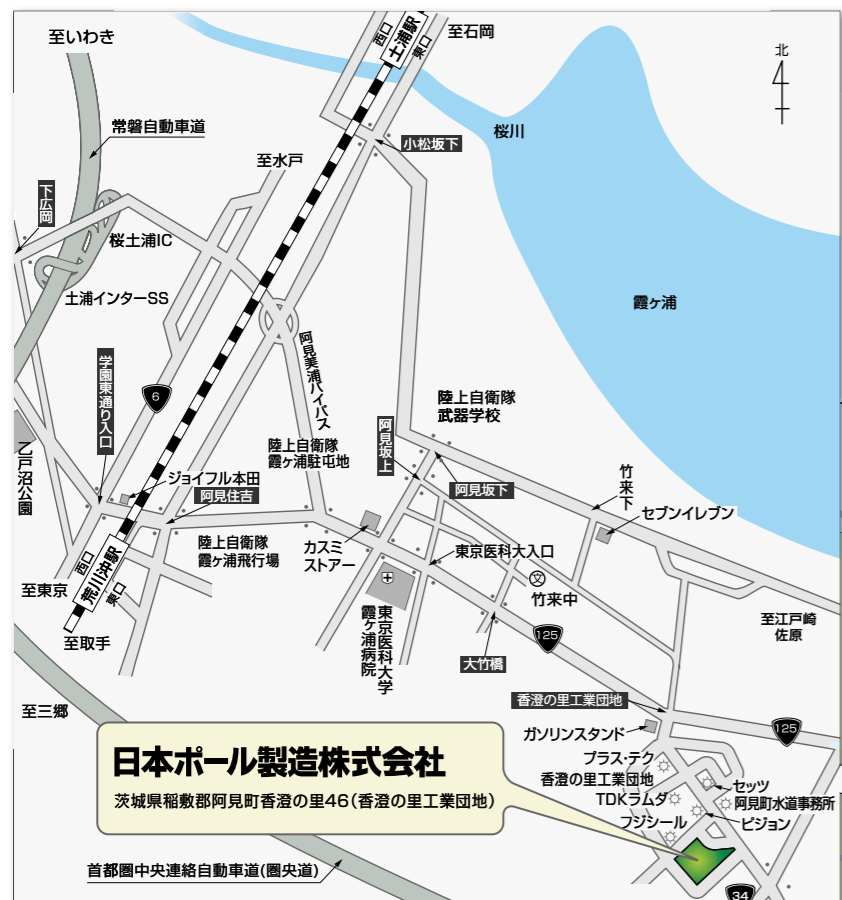 至いわき
西口
土浦駅
東口
至石岡
北
常磐自動車道
小松坂下
桜川
至水戸
下広岡
桜土浦IC
土浦インターSS
霞ヶ浦
学園東通り入口
6
阿見美浦バイパス
陸上自衛隊
武器学校
阿見坂上
陸上自衛隊
霞ヶ浦駐屯地
乙戸沼公園
ジョイフル本田
阿見住吉
阿見坂下
竹来下
セブンイレブン
陸上自衛隊
霞ヶ浦飛行場
カスミ
ストアー
東京医科大入口
西口
荒川沖駅
東口
至東京
文
竹来中
至取手
東京医科大学
霞ヶ浦病院
125
大竹橋
至江戸崎
佐原
至三郷
香澄の里工業団地
ガソリンスタンド
125
日本ポール製造株式会社
茨城県稲敷郡阿見町香澄の里46(香澄の里工業団地)
プラス・テク
香澄の里工業団地
セッツ
TDKラムダ
阿見町水道事務所
フジシール
ピジョン
首都圏中央連絡自動車道(圏央道)
34